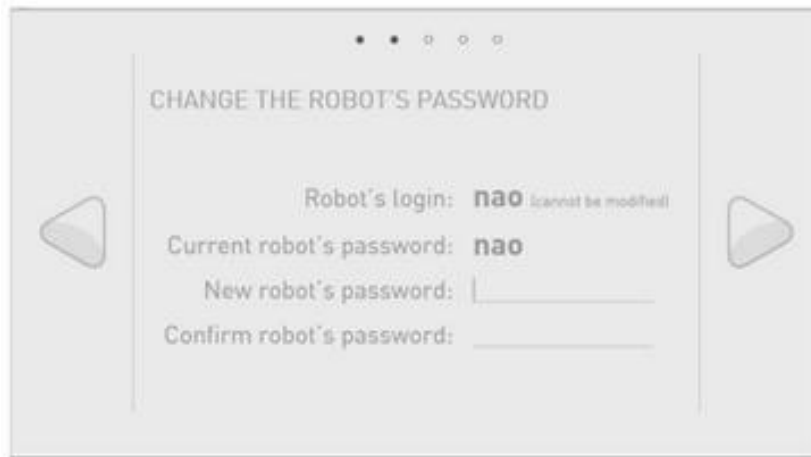 CHANGE THE ROBOT'S PASSWORD
Robot's login: nao (cannot be modified)
Current robot's password: nao
New robot's password:
Confirm robot's password: